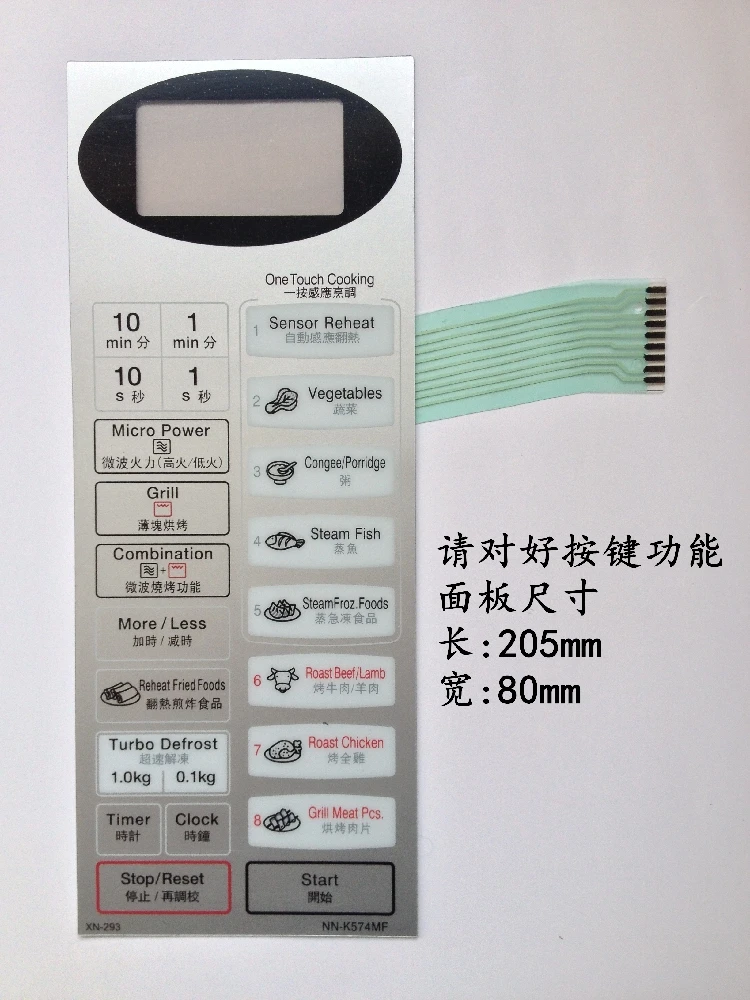 One Touch Cooking
一按感應烹調
10
min 分
1
min 分
10
s 秒
1
s 秒
Micro Power
微波火力(高火/低火)
Grill
薄塊烘烤
Combination
+
微波燒烤功能
More / Less
加時 / 减時
Reheat Fried Foods
翻熱煎炸食品
Turbo Defrost
超速解凍
1.0kg
0.1kg
Timer
時計
Clock
時鐘
Stop/Reset
停止 / 再調校
1
Sensor Reheat
自動感應翻熱
2
Vegetables
蔬菜
3
Congee/Porridge
粥
4
Steam Fish
蒸魚
5
Steam Froz. Foods
蒸急凍食品
6
Roast Beef/Lamb
烤牛肉/羊肉
7
Roast Chicken
烤全雞
8
Grill Meat Pcs.
烘烤肉片
Start
開始
XN-293
NN-K574MF
请对好按键功能
面板尺寸
长:205mm
宽:80mm